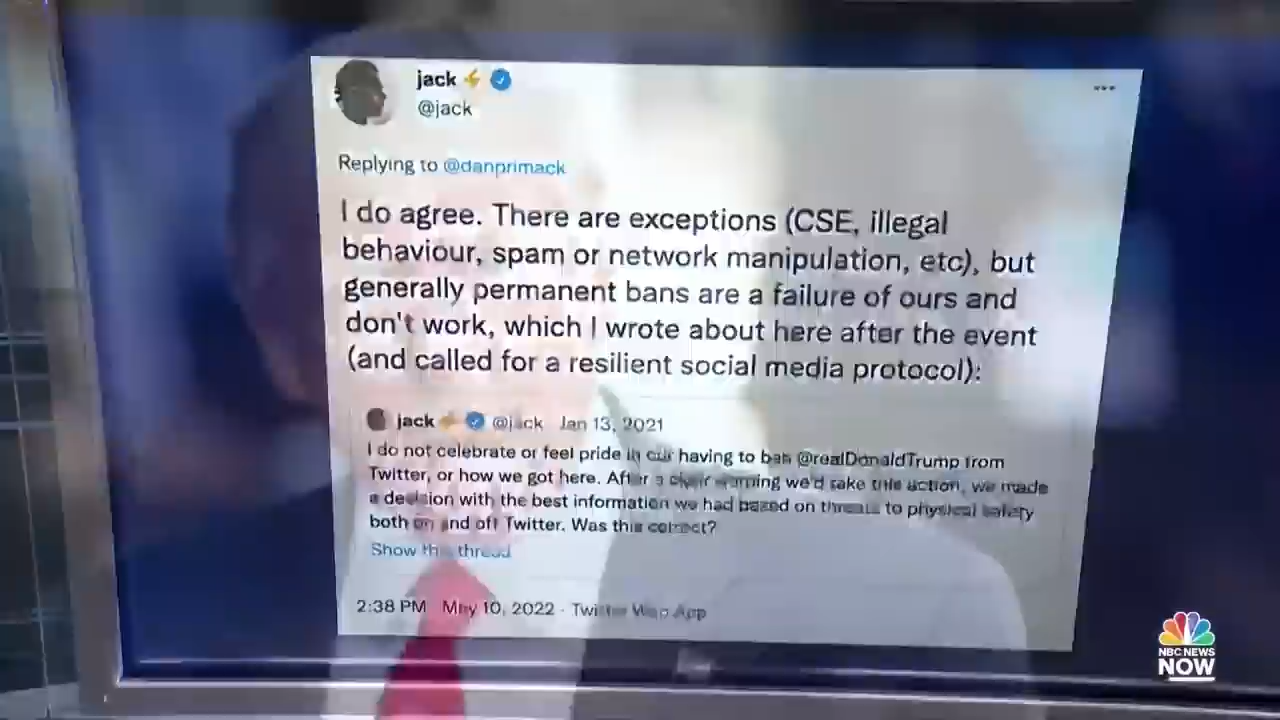 jack
@jack
Replying to @danprimack
I do agree. There are exceptions (CSE, illegal
behaviour, spam or network manipulation, etc), but
generally permanent bans are a failure of ours and
don't work, which I wrote about here after the event
(and called for a resilient social media protocol):
jack @jack Jan 13, 2021
I do not celebrate or feel pride in our having to ban @realDonaldTrump from
Twitter, or how we got here. After a clear warning we'd take this action, we made
a decision with the best information we had based on threats to physical safety
both on and off Twitter. Was this correct?
Show this thread
2:38 PM May 10, 2022 · Twitter Web App
NBC NEWS
NOW